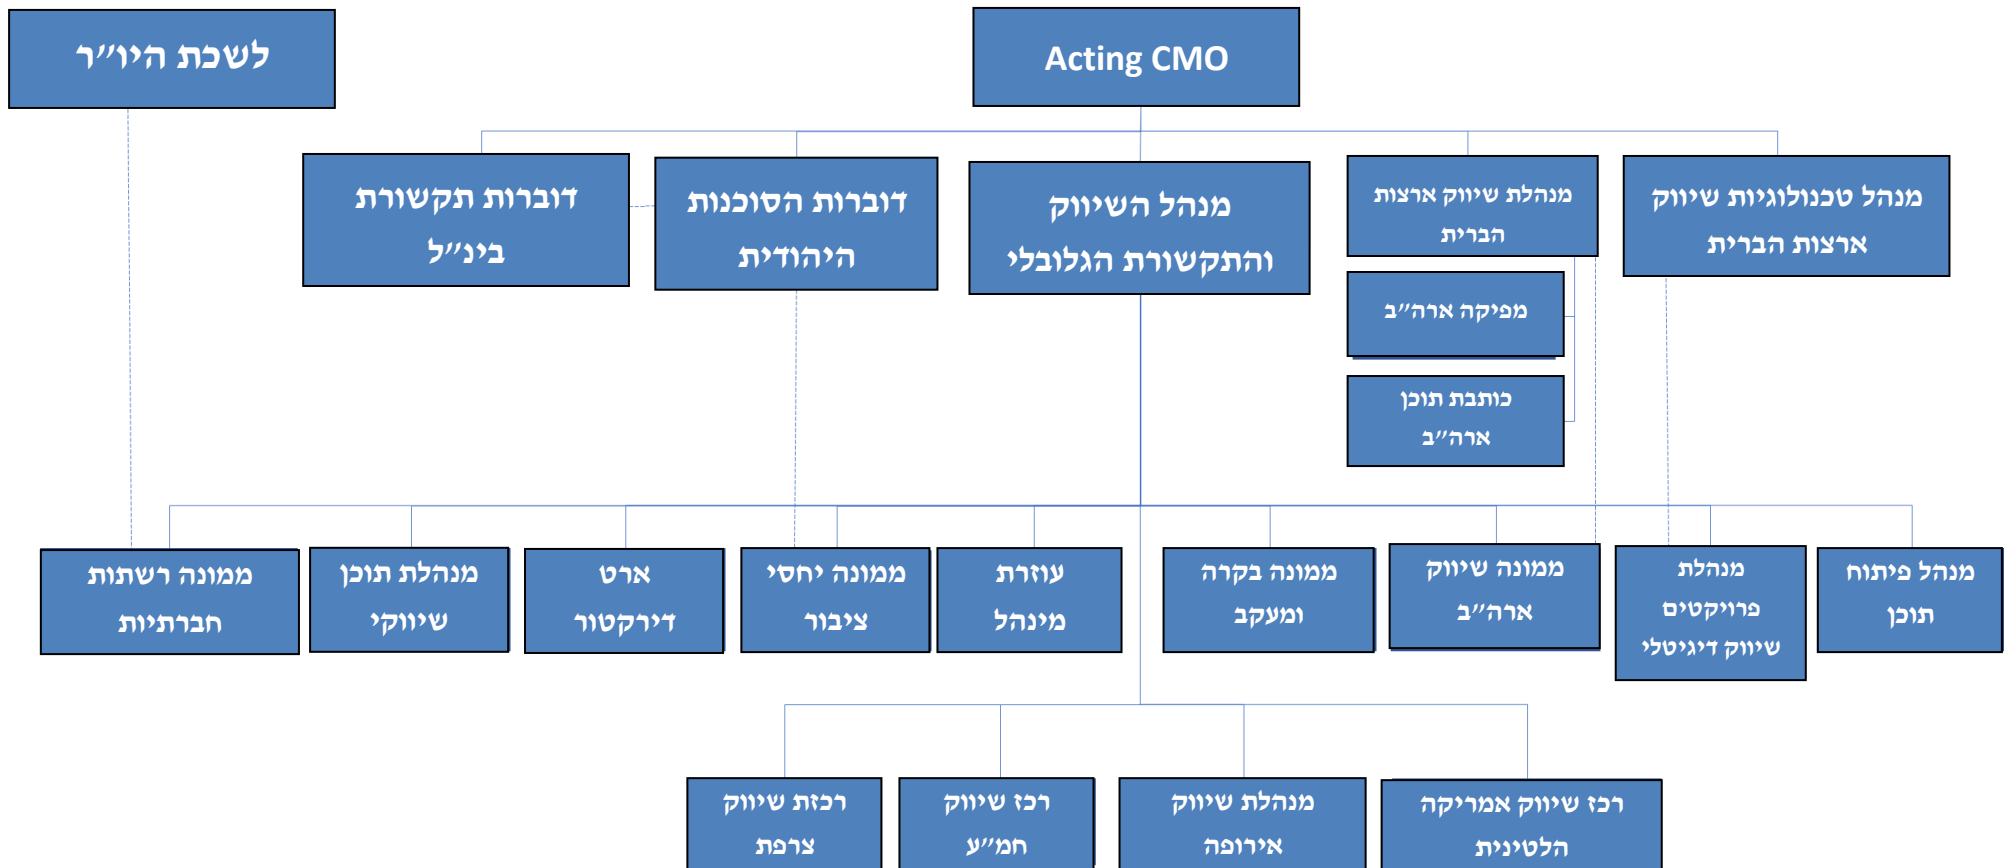 לשכת היו״ר
Acting CMO
מנהל טכנולוגיות שיווק
ארצות הברית
מנהלת שיווק ארצות
הברית
מנהל השיווק
והתקשורת הגלובלי
דוברות הסוכנות
היהודית
דוברות תקשורת
בינ״ל
מפיקה ארה״ב
כותבת תוכן
ארה״ב
מנהל פיתוח
תוכן
מנהלת
פרויקטים
שיווק דיגיטלי
ממונה שיווק
ארה״ב
ממונה בקרה
ומעקב
עוזרת
מינהל
ממונה יחסי
ציבור
ארט
דירקטור
מנהלת תוכן
שיווקי
ממונה רשתות
חברתיות
רכז שיווק אמריקה
הלטינית
מנהלת שיווק
אירופה
רכז שיווק
חמ״ע
רכזת שיווק
צרפת